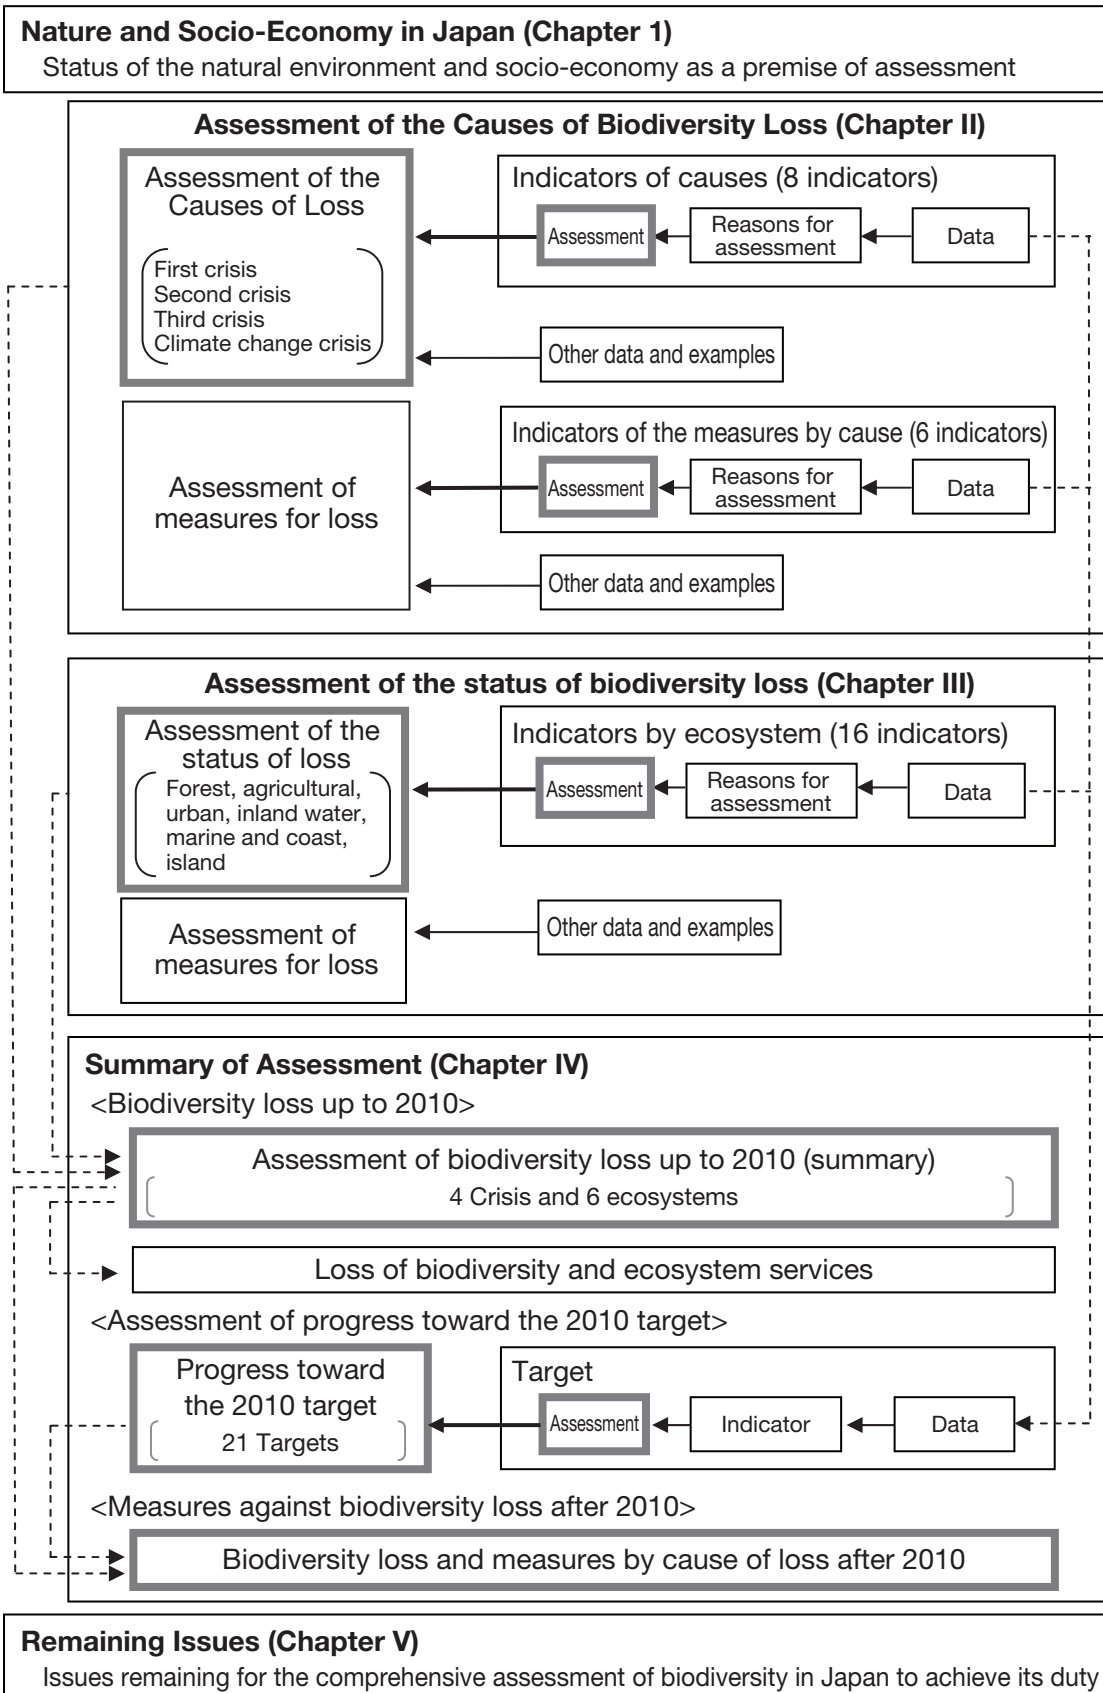 Nature and Socio-Economy in Japan (Chapter 1)
Status of the natural environment and socio-economy as a premise of assessment
Assessment of the Causes of Biodiversity Loss (Chapter II)
Assessment of the
Causes of Loss
First crisis
Second crisis
Third crisis
Climate change crisis
Indicators of causes (8 indicators)
Assessment
Reasons for
assessment
Data
Other data and examples
Assessment of
measures for loss
Indicators of the measures by cause (6 indicators)
Assessment
Reasons for
assessment
Data
Other data and examples
Assessment of the status of biodiversity loss (Chapter III)
Assessment of the
status of loss
Forest, agricultural,
urban, inland water,
marine and coast,
island
Indicators by ecosystem (16 indicators)
Assessment
Reasons for
assessment
Data
Assessment of
measures for loss
Other data and examples
Summary of Assessment (Chapter IV)
<Biodiversity loss up to 2010>
Assessment of biodiversity loss up to 2010 (summary)
4 Crisis and 6 ecosystems
Loss of biodiversity and ecosystem services
<Assessment of progress toward the 2010 target>
Progress toward
the 2010 target
21 Targets
Target
Assessment
Indicator
Data
<Measures against biodiversity loss after 2010>
Biodiversity loss and measures by cause of loss after 2010
Remaining Issues (Chapter V)
Issues remaining for the comprehensive assessment of biodiversity in Japan to achieve its duty